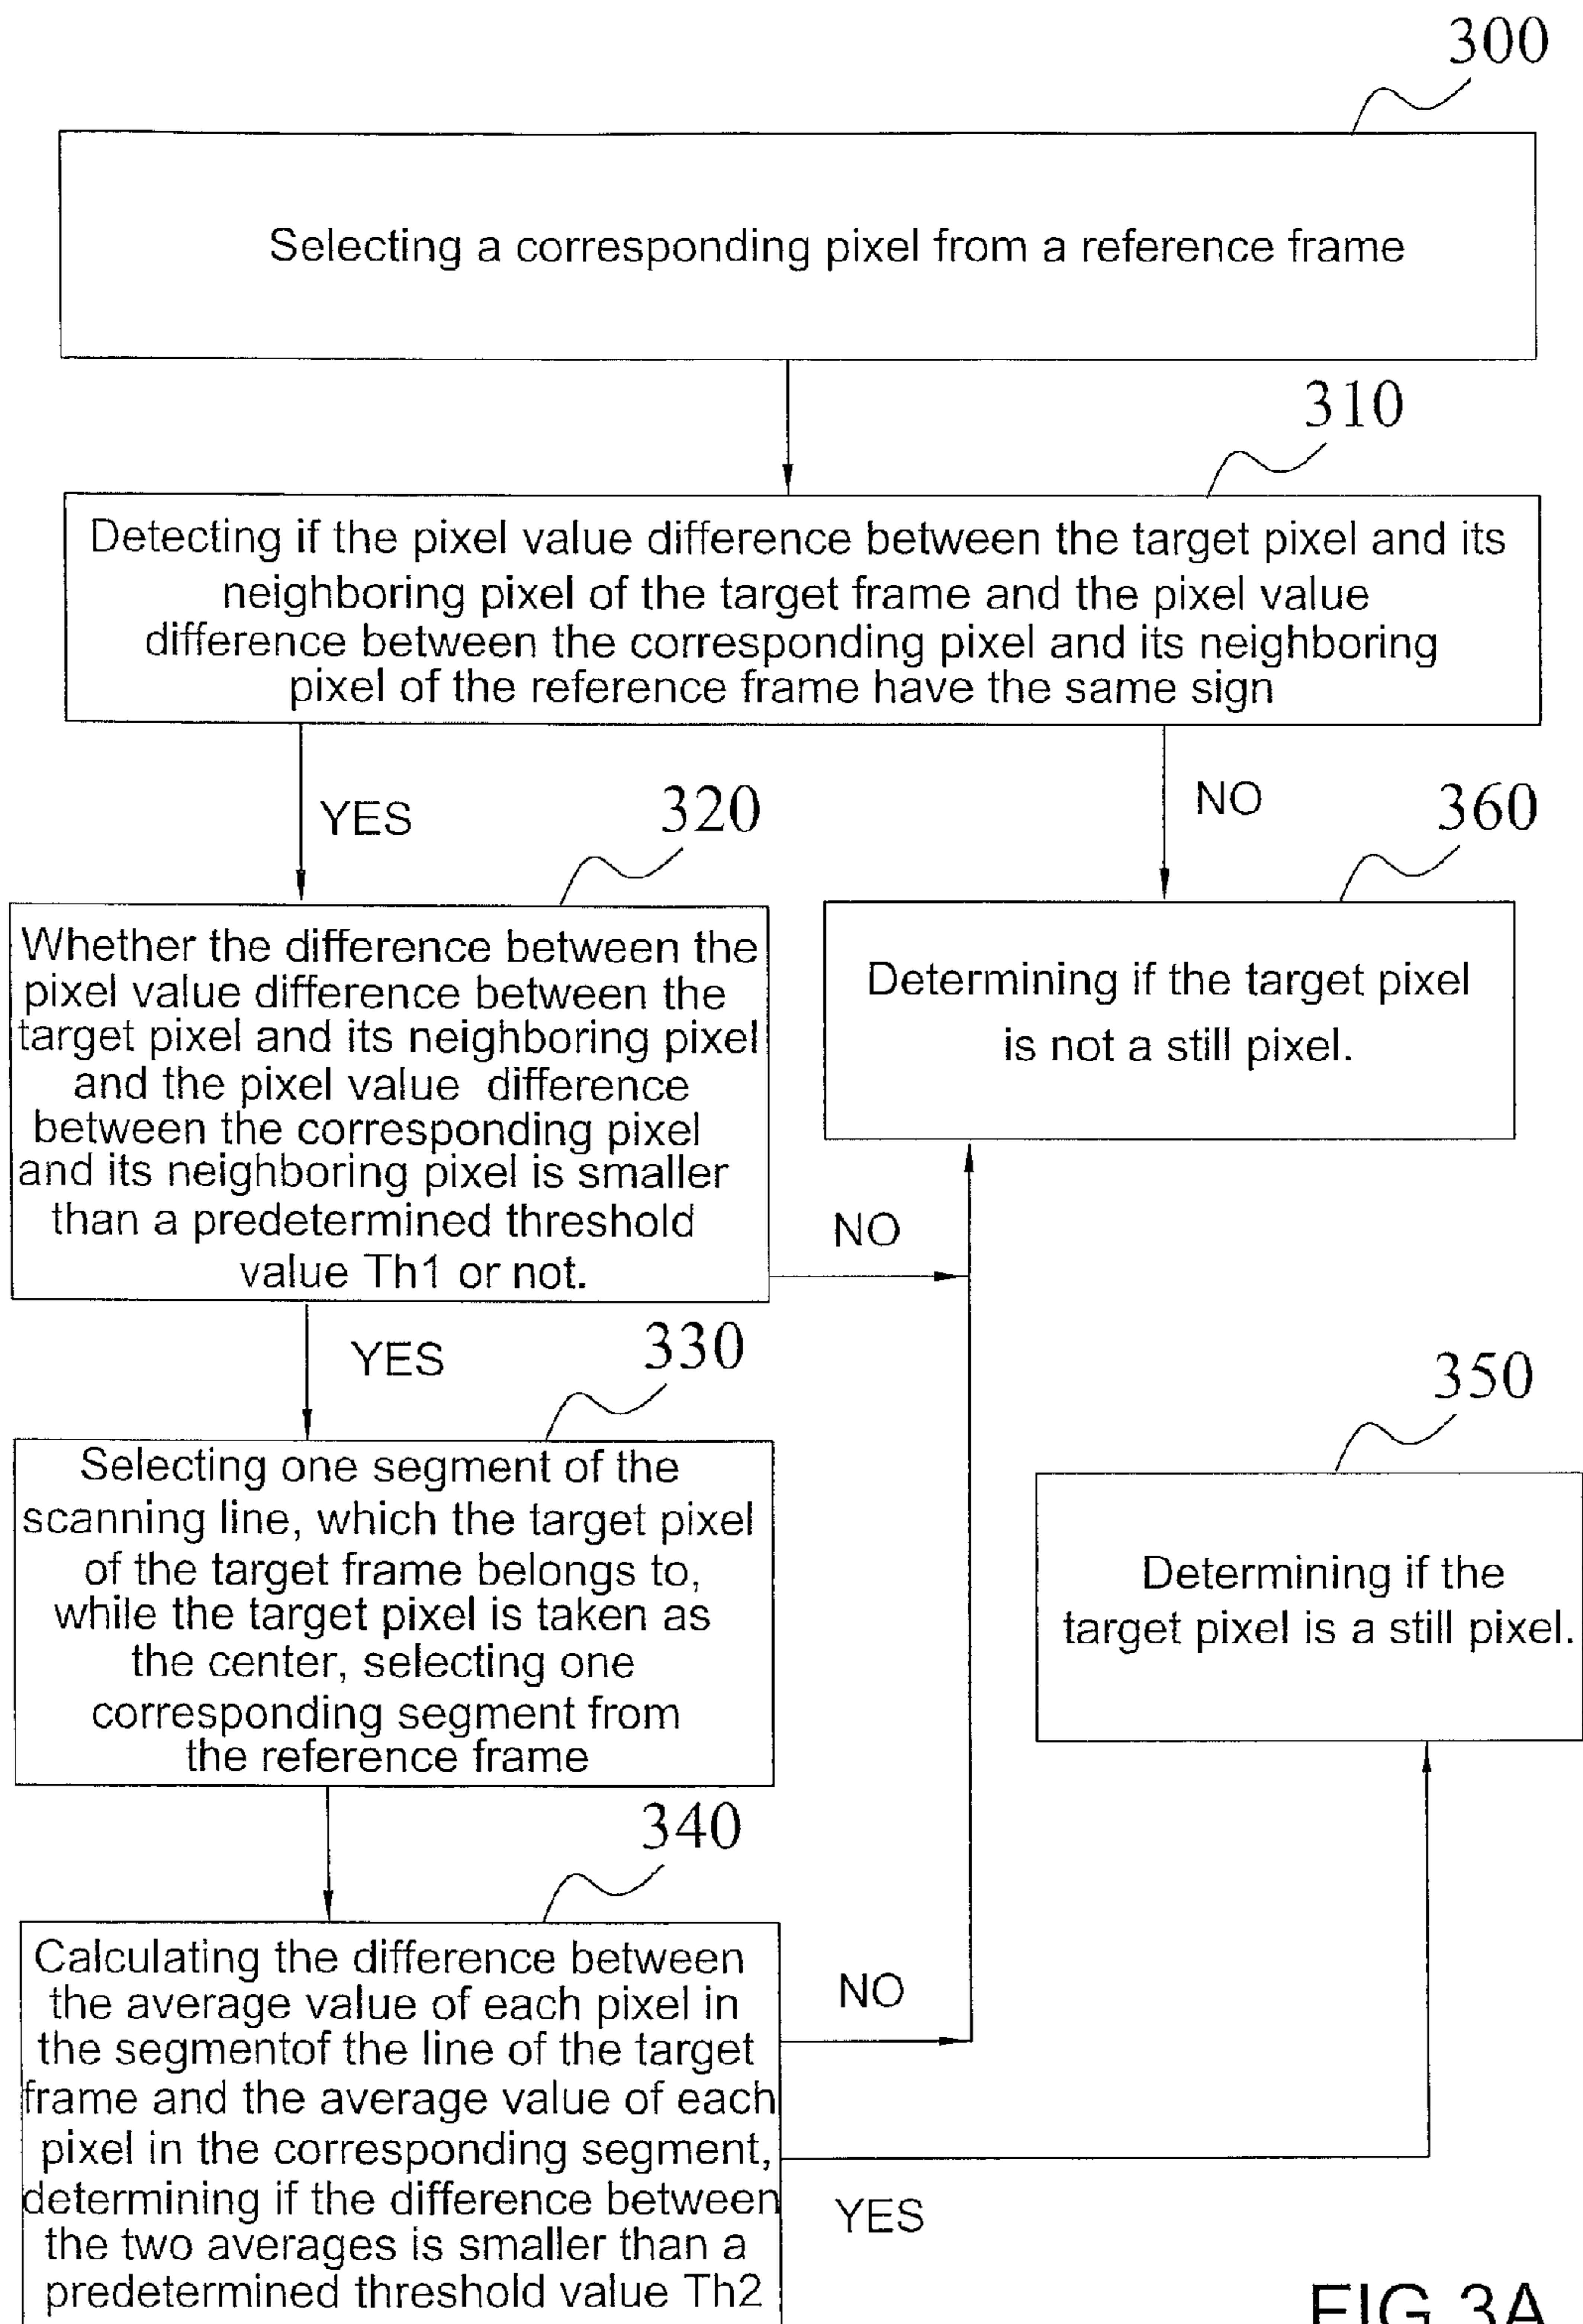 300
Selecting a corresponding pixel from a reference frame
310
Detecting if the pixel value difference between the target pixel and its
neighboring pixel of the target frame and the pixel value
difference between the corresponding pixel and its neighboring
pixel of the reference frame have the same sign
YES
320
NO
360
Whether the difference between the
pixel value difference between the
target pixel and its neighboring pixel
and the pixel value difference
between the corresponding pixel
and its neighboring pixel is smaller
than a predetermined threshold
value Th1 or not.
Determining if the target pixel
is not a still pixel.
NO
YES
330
350
Selecting one segment of the
scanning line, which the target pixel
of the target frame belongs to,
while the target pixel is taken as
the center, selecting one
corresponding segment from
the reference frame
Determining if the
target pixel is a still pixel.
340
Calculating the difference between
the average value of each pixel in
the segmentof the line of the target
frame and the average value of each
pixel in the corresponding segment,
determining if the difference between
the two averages is smaller than a
predetermined threshold value Th2
NO
YES
FIG.3A